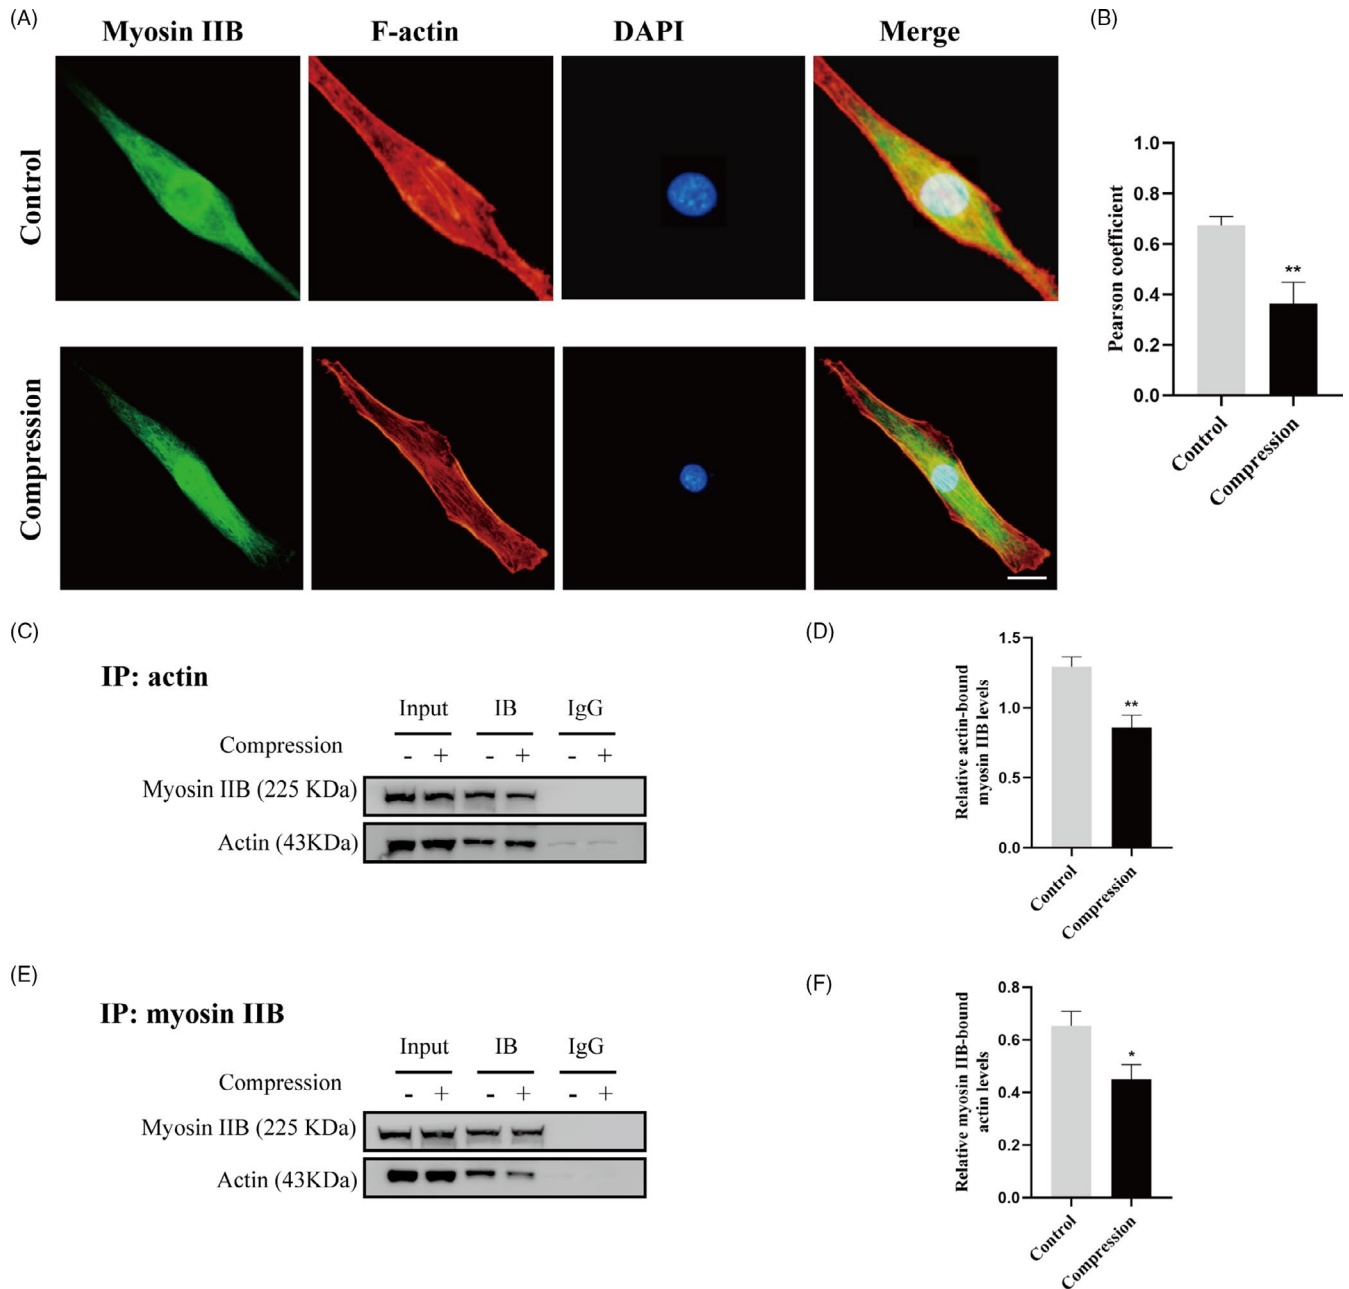 (A)
Myosin IIB F-actin DAPI Merge
Control
Compression
(B)
Pearson coefficient
1.0
0.8
0.6
0.4
0.2
0.0
**
Control
Compression
(C)
IP: actin
Input IB IgG
Compression - + - + - +
Myosin IIB (225 KDa)
Actin (43KDa)
(D)
Relative actin-bound
myosin IIB levels
1.5
1.0
0.5
0.0
**
Control
Compression
(E)
IP: myosin IIB
Input IB IgG
Compression - + - + - +
Myosin IIB (225 KDa)
Actin (43KDa)
(F)
Relative myosin IIB-bound
actin levels
0.8
0.6
0.4
0.2
0.0
*
Control
Compression